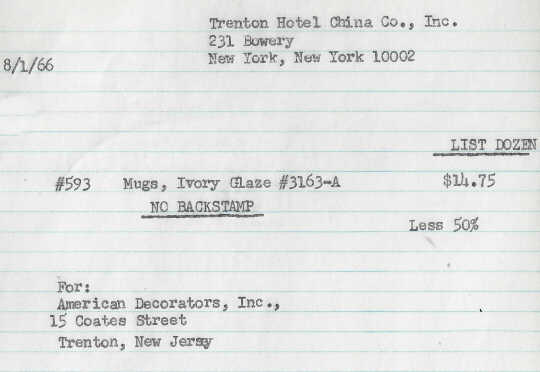 Trenton Hotel China Co., Inc.
231 Bowery
New York, New York 10002
8/1/66
LIST DOZEN
#593 Mugs, Ivory Glaze #3163-A $14.75
NO BACKSTAMP
Less 50%
For:
American Decorators, Inc.,
15 Coates Street
Trenton, New Jersy